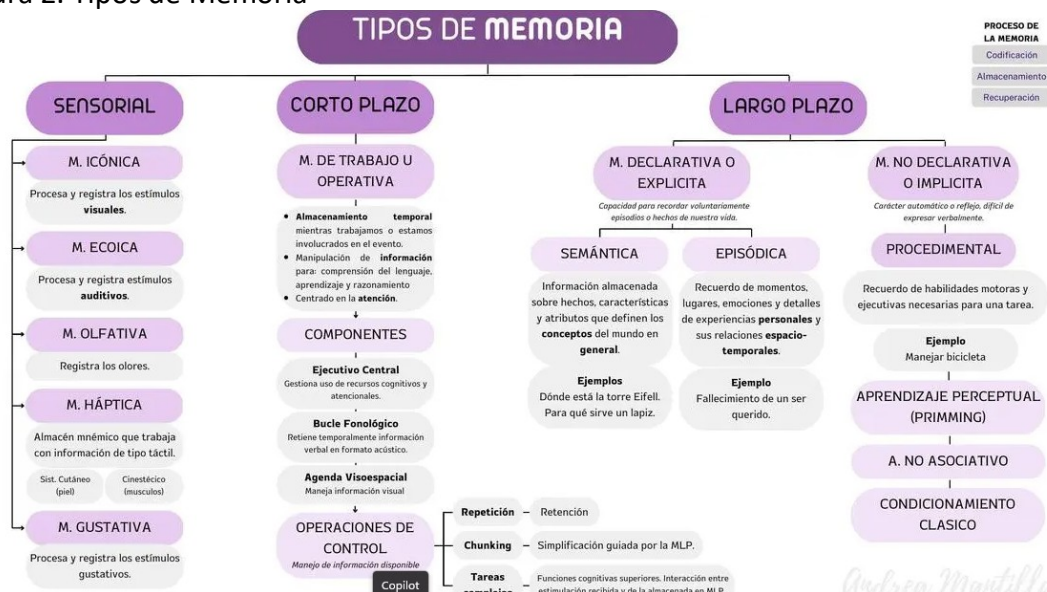 2. Tipos de Memoria
TIPOS DE MEMORIA
PROCESO DE
LA MEMORIA
Codificación
Almacenamiento
Recuperación
SENSORIAL
M. ICÓNICA
Procesa y registra los estímulos
visuales.
M. ECOICA
Procesa y registra estímulos
auditivos.
M. OLFATIVA
Registra los olores.
M. HÁPTICA
Almacén mnémico que trabaja
con información de tipo táctil.
Sist. Cutáneo
(piel)
Cinestécico
(musculos)
M. GUSTATIVA
Procesa y registra los estímulos
gustativos.
CORTO PLAZO
M. DE TRABAJO U
OPERATIVA
• Almacenamiento temporal
mientras trabajamos o estamos
involucrados en el evento.
• Manipulación de información
para: comprensión del lenguaje,
aprendizaje y razonamiento
• Centrado en la atención.
COMPONENTES
Ejecutivo Central
Gestiona uso de recursos cognitivos y
atencionales.
Bucle Fonológico
Retiene temporalmente información
verbal en formato acústico.
Agenda Visoespacial
Maneja información visual
OPERACIONES DE
CONTROL
Manejo de información disponible
Copilot
Repetición – Retención
Chunking – Simplificación guiada por la MLP.
Tareas
complejas
Funciones cognitivas superiores. Interacción entre
estimulación recibida y de la almacenada en MLP
LARGO PLAZO
M. DECLARATIVA O
EXPLICITA
Capacidad para recordar voluntariamente
episodios o hechos de nuestra vida.
SEMÁNTICA
Información almacenada
sobre hechos, características
y atributos que definen los
conceptos del mundo en
general.
Ejemplos
Dónde está la torre Eifell.
Para qué sirve un lapiz.
EPISÓDICA
Recuerdo de momentos,
lugares, emociones y detalles
de experiencias personales y
sus relaciones espacio-
temporales.
Ejemplo
Fallecimiento de un ser
querido.
M. NO DECLARATIVA
O IMPLICITA
Carácter automático o reflejo, difícil de
expresar verbalmente.
PROCEDIMENTAL
Recuerdo de habilidades motoras y
ejecutivas necesarias para una tarea.
Ejemplo
Manejar bicicleta
APRENDIZAJE PERCEPTUAL
(PRIMMING)
A. NO ASOCIATIVO
CONDICIONAMIENTO
CLASICO
Andrea Mantilla